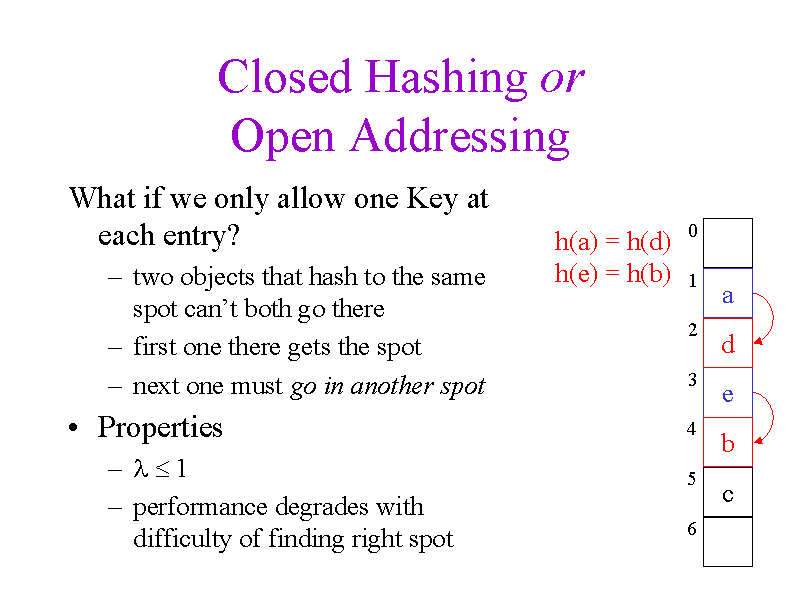 Closed Hashing or
Open Addressing
What if we only allow one Key at
each entry?
– two objects that hash to the same
spot can’t both go there
– first one there gets the spot
– next one must go in another spot
• Properties
– λ ≤ 1
– performance degrades with
difficulty of finding right spot
h(a) = h(d)
h(e) = h(b)
0
1
a
2
d
3
e
4
b
5
c
6